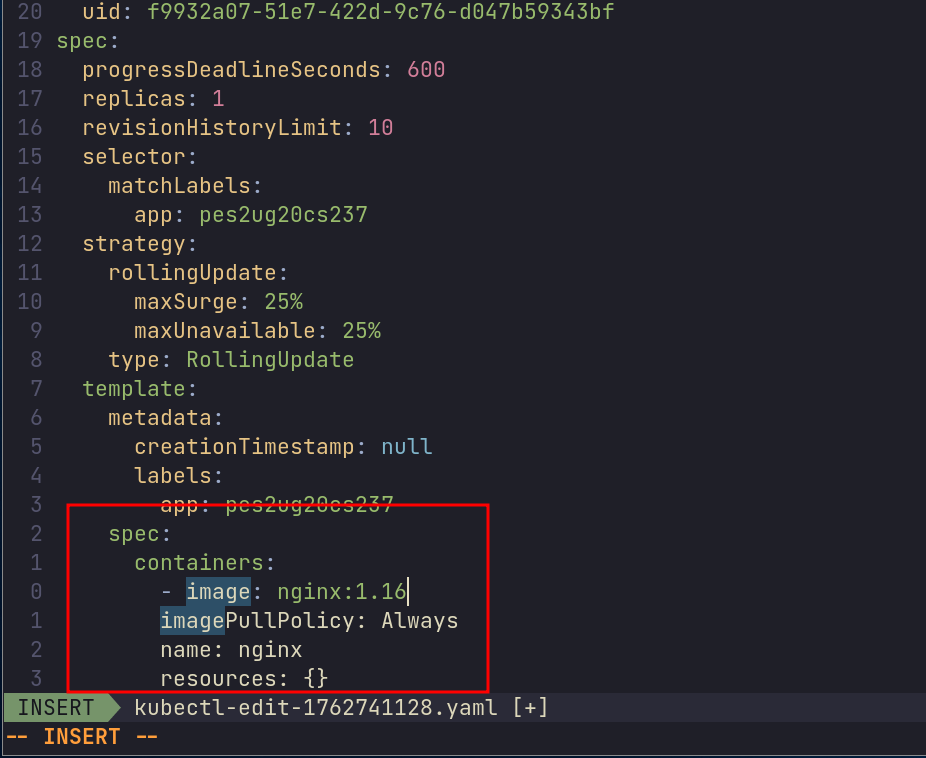 20   uid: f9932a07-51e7-422d-9c76-d047b59343bf
19 spec:
18   progressDeadlineSeconds: 600
17   replicas: 1
16   revisionHistoryLimit: 10
15   selector:
14     matchLabels:
13       app: pes2ug20cs237
12   strategy:
11     rollingUpdate:
10       maxSurge: 25%
9       maxUnavailable: 25%
8     type: RollingUpdate
7   template:
6     metadata:
5       creationTimestamp: null
4       labels:
3         app: pes2ug20cs237
2     spec:
1       containers:
0         - image: nginx:1.16
1         imagePullPolicy: Always
2         name: nginx
3         resources: {}
INSERT kubectl-edit-1762741128.yaml [+]
-- INSERT --